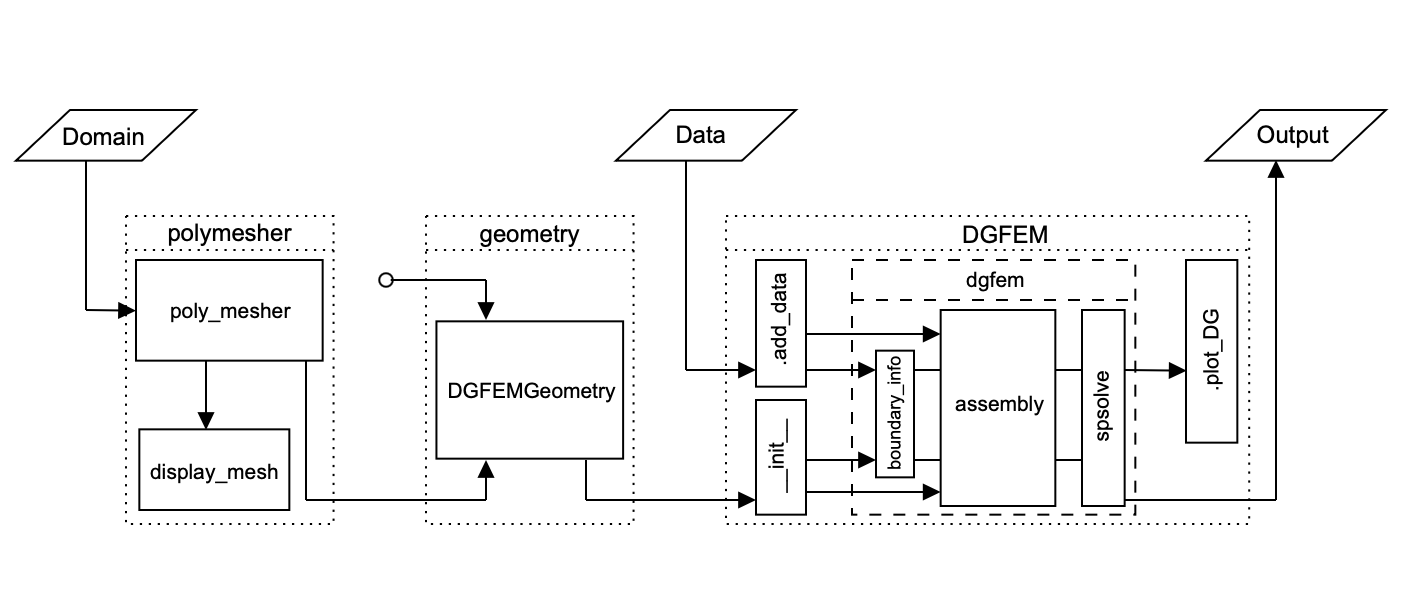 Domain
Data
Output
polymesher
geometry
DGFEM
poly_mesher
display_mesh
DGFEMGeometry
.add_data
__init__
dgfem
boundary_info
assembly
spsolve
.plot_DG